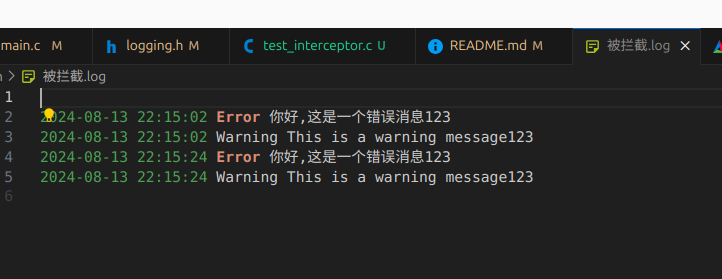 main.c M logging.h M test_interceptor.c U README.md M 被拦截.log
被拦截.log
1
2 2024-08-13 22:15:02 Error 你好,这是一个错误消息123
3 2024-08-13 22:15:02 Warning This is a warning message123
4 2024-08-13 22:15:24 Error 你好,这是一个错误消息123
5 2024-08-13 22:15:24 Warning This is a warning message123
6